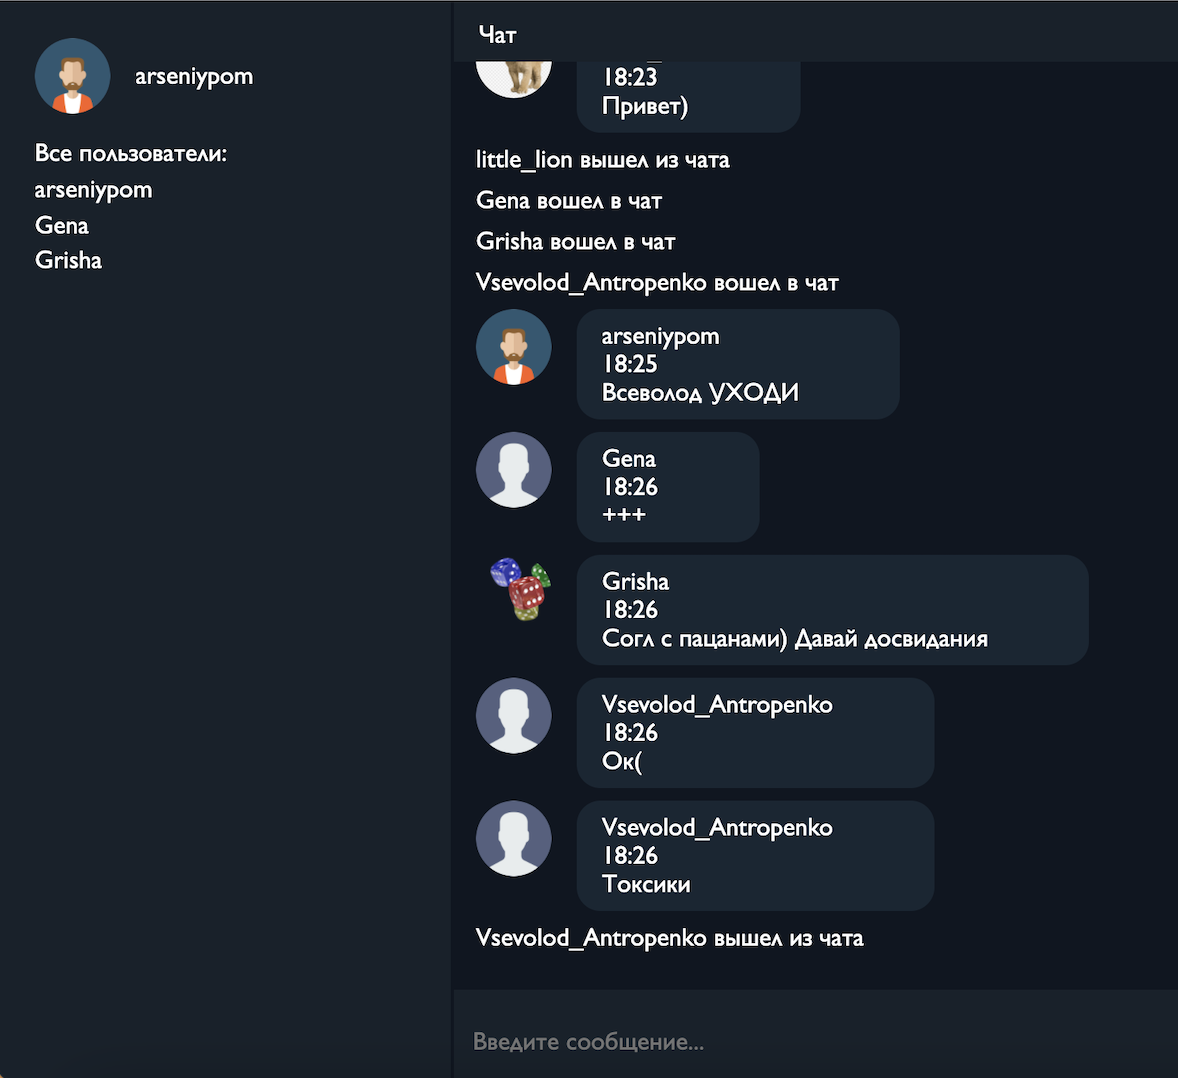 arseniypom
Все пользователи:
arseniypom
Gena
Grisha
Чат
18:23
Привет)
little_lion вышел из чата
Gena вошел в чат
Grisha вошел в чат
Vsevolod_Antropenko вошел в чат
arseniypom
18:25
Всеволод УХОДИ
Gena
18:26
+++
Grisha
18:26
Согл с пацанами) Давай досвидания
Vsevolod_Antropenko
18:26
Ок(
Vsevolod_Antropenko
18:26
Токсики
Vsevolod_Antropenko вышел из чата
Введите сообщение...